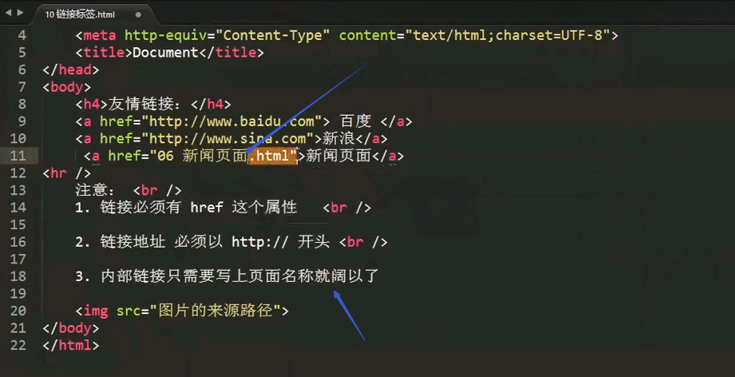 10 链接标签.html
4 <meta http-equiv="Content-Type" content="text/html;charset=UTF-8">
5 <title>Document</title>
6 </head>
7 <body>
8 <h4>友情链接：</h4>
9 <a href="http://www.baidu.com"> 百度 </a>
10 <a href="http://www.sina.com">新浪</a>
11 <a href="06 新闻页面.html">新闻页面</a>
12 <hr />
13 注意： <br />
14 1. 链接必须有 href 这个属性 <br />
15
16 2. 链接地址 必须以 http:// 开头 <br />
17
18 3. 内部链接只需要写上页面名称就阔以了
19
20 <img src="图片的来源路径">
21 </body>
22 </html>